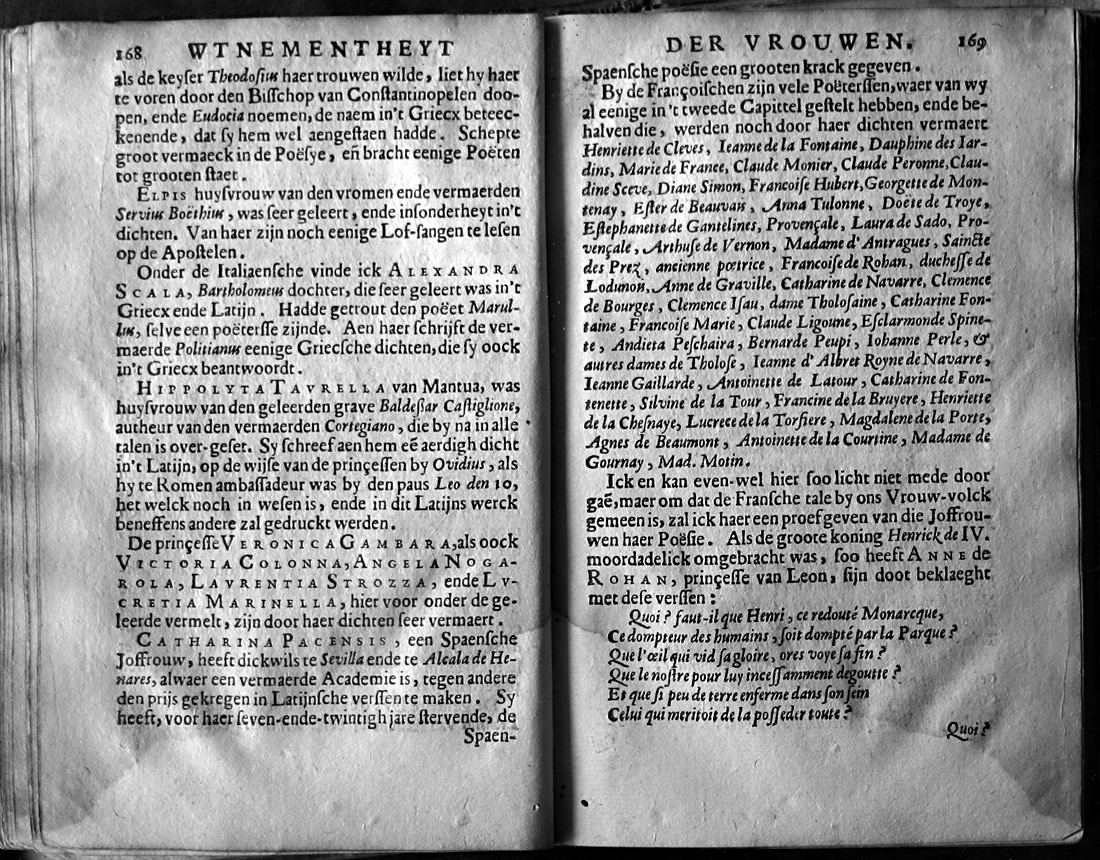 168 WTNEMENTHEYT
als de keyſer Theodoſius haer trouwen wilde, liet hy haer
te voren door den Biſſchop van Conſtantinopelen doo-
pen, ende Eudocia noemen, de naem in't Griecx beteec-
kenende, dat ſy hem wel aengeſtaen hadde. Schepte
groot vermaeck in de Poëſye, en̄ bracht eenige Poëten
tot grooten ſtaet.
ELPIS huyſvrouw van den vromen ende vermaerden
Servius Boëthius, was ſeer geleert, ende inſonderheyt in't
dichten. Van haer zijn noch eenige Lof-ſangen te leſen
op de Apoſtelen.
Onder de Italiaenſche vinde ick ALEXANDRA
SCALA, Bartholomeus dochter, die ſeer geleert was in't
Griecx ende Latijn. Hadde getrout den poëet Marul-
lus, ſelve een poëterſſe zijnde. Aen haer ſchrijft de ver-
maerde Politianus eenige Griecſche dichten, die ſy oock
in't Griecx beantwoordt.
HIPPOLYTA TAVRELLA van Mantua, was
huyſvrouw van den geleerden grave Baldeßar Caſtiglione,
autheur van den vermaerden Cortegiano, die by na in alle
talen is over-geſet. Sy ſchreef aen hem eē aerdigh dicht
in't Latijn, op de wijſe van de prinçeſſen by Ovidius, als
hy te Romen ambaſſadeur was by den paus Leo den 10,
het welck noch in weſen is, ende in dit Latijns werck
beneffens andere zal gedruckt werden.
De prinçeſſe VERONICA GAMBARA, als oock
VICTORIA COLONNA, ANGELA NOGA-
ROLA, LAVRENTIA STROZZA, ende LV-
CRETIA MARINELLA, hier voor onder de ge-
leerde vermelt, zijn door haer dichten ſeer vermaert.
CATHARINA PACENSIS, een Spaenſche
Joffrouw, heeft dickwils te Sevilla ende te Alcala de He-
nares, alwaer een vermaerde Academie is, tegen andere
den prijs gekregen in Latijnſche verſſen te maken. Sy
heeft, voor haer ſeven-ende-twintigh jare ſtervende, de
Spaen-
DER VROUWEN. 169
Spaenſche poëſie een grooten krack gegeven.
By de Françoiſchen zijn vele Poëterſſen, waer van wy
al eenige in't tweede Capittel geſtelt hebben, ende be-
halven die, werden noch door haer dichten vermaert
Henriette de Cleves, Ieanne de la Fontaine, Dauphine des Iar-
dins, Marie de France, Claude Monier, Claude Peronne, Clau-
dine Sceve, Diane Simon, Francoiſe Hubert, Georgette de Mon-
tenay, Eſter de Beauvais, Anna Tulonne, Doëte de Troye,
Eſtephanette de Gantelines, Provençale, Laura de Sado, Pro-
vençale, Arthuſe de Vernon, Madame d'Antragues, Saincte
des Prez, ancienne pœtrice, Francoiſe de Rohan, ducheſſe de
Lodunois, Anne de Graville, Catharine de Navarre, Clemence
de Bourges, Clemence Iſau, dame Tholoſaine, Catharine Fon-
taine, Francoiſe Marie, Claude Ligoune, Eſclarmonde Spine-
te, Andieta Peſchaira, Bernarde Peupi, Iohanne Perle, &
autres dames de Tholoſe, Ieanne d'Albret Royne de Navarre,
Ieanne Gaillarde, Antoinette de Latour, Catharine de Fon-
tenette, Silvine de la Tour, Francine de la Bruyere, Henriette
de la Cheſnaye, Lucrece de la Torſiere, Magdalene de la Porte,
Agnes de Beaumont, Antoinette de la Courtine, Madame de
Gournay, Mad. Motin.
Ick en kan even-wel hier ſoo licht niet mede door
gaē, maer om dat de Franſche tale by ons Vrouw-volck
gemeen is, zal ick haer een proef geven van die Joffrou-
wen haer Poëſie. Als de groote koning Henrick de IV.
moordadelick omgebracht was, ſoo heeft ANNE de
ROHAN, prinçeſſe van Leon, ſijn doot beklaeght
met deſe verſſen:
Quoi? faut-il que Henri, ce redouté Monarcque,
Ce dompteur des humains, ſoit dompté par la Parque?
Que l'œil qui vid ſa gloire, ores voye ſa fin?
Que le noſtre pour luy inceſſamment degoutte?
Et que ſi peu de terre enferme dans ſon ſein
Celui qui meritoit de la poſſeder toute?
Quoi?